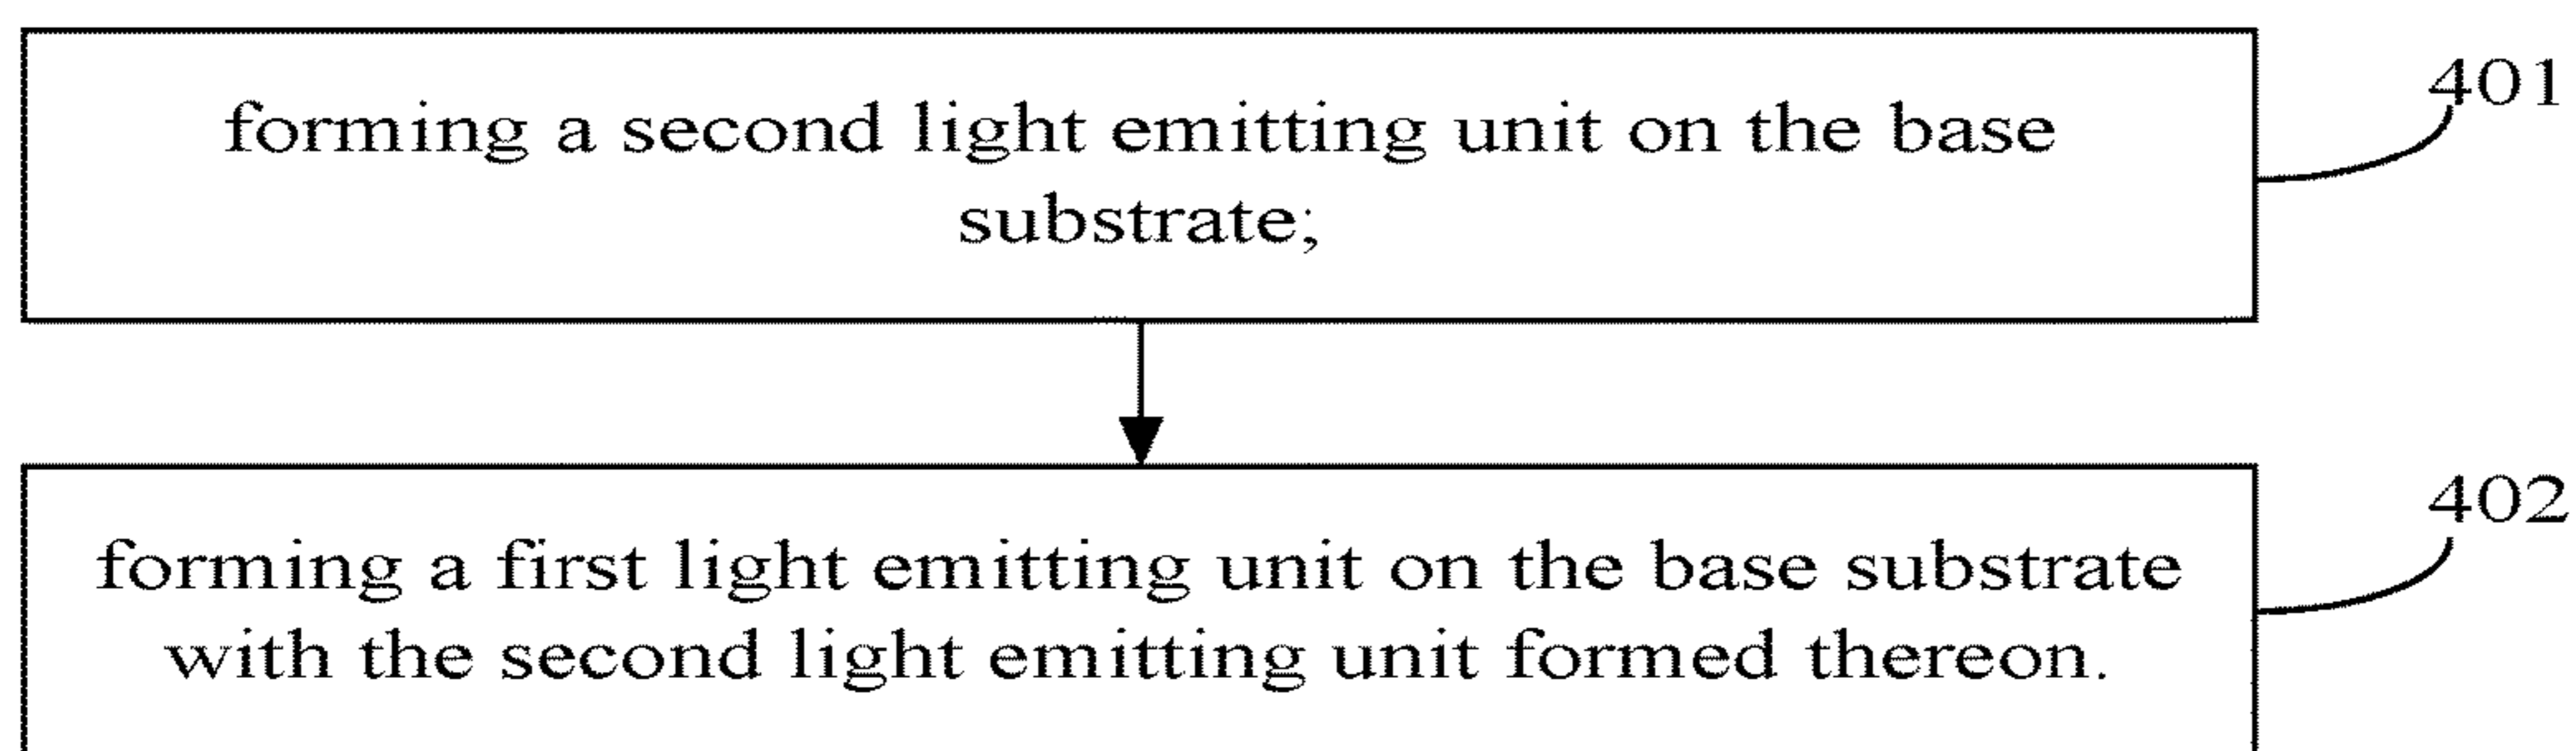 forming a second light emitting unit on the base
substrate;
401
forming a first light emitting unit on the base substrate
with the second light emitting unit formed thereon.
402